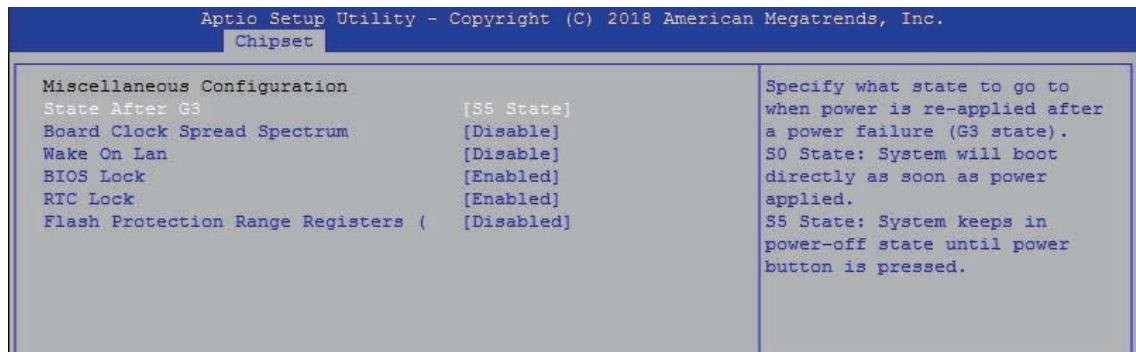 Aptio Setup Utility - Copyright (C) 2018 American Megatrends, Inc.
Chipset
Miscellaneous Configuration
State After G3 [S5 State]
Board Clock Spread Spectrum [Disable]
Wake On Lan [Disable]
BIOS Lock [Enabled]
RTC Lock [Enabled]
Flash Protection Range Registers ( [Disabled]
Specify what state to go to
when power is re-applied after
a power failure (G3 state).
S0 State: System will boot
directly as soon as power
applied.
S5 State: System keeps in
power-off state until power
button is pressed.